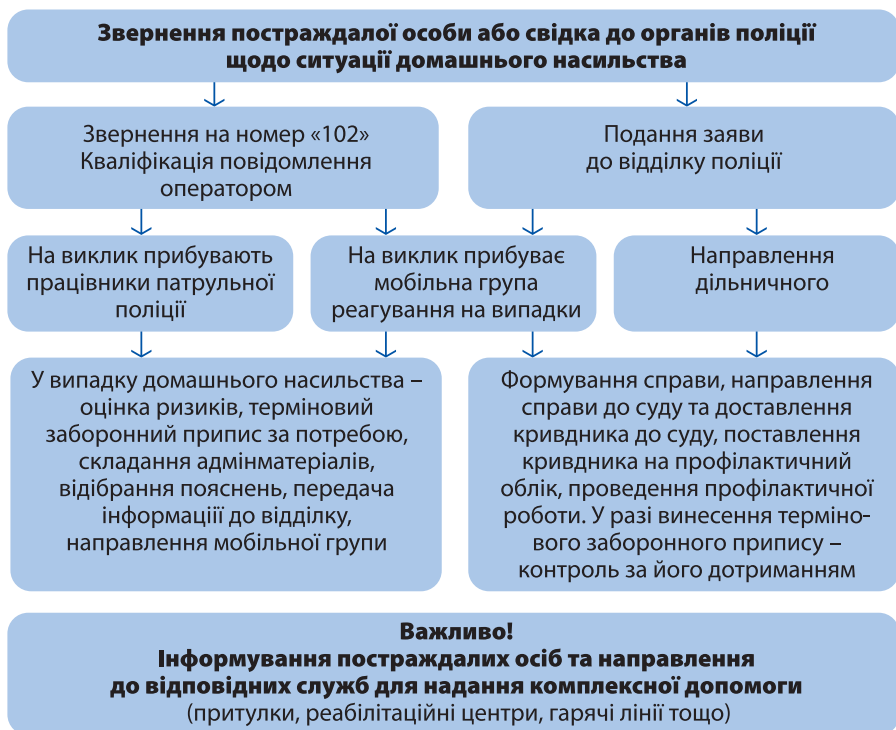 Звернення постраждалої особи або свідка до органів поліції
щодо ситуації домашнього насильства
Звернення на номер «102»
Кваліфікація повідомлення
оператором
Подання заяви
до відділку поліції
На виклик прибувають
працівники патрульної
поліції
На виклик прибуває
мобільна група
реагування на випадки
Направлення
дільничного
У випадку домашнього насильства –
оцінка ризиків, терміновий
заборонний припис за потребою,
складання адмінматеріалів,
відібрання пояснень, передача
інформаціії до відділку,
направлення мобільної групи
Формування справи, направлення
справи до суду та доставлення
кривдника до суду, поставлення
кривдника на профілактичний
облік, проведення профілактичної
роботи. У разі винесення терміно-
вого заборонного припису –
контроль за його дотриманням
Важливо!
Інформування постраждалих осіб та направлення
до відповідних служб для надання комплексної допомоги
(притулки, реабілітаційні центри, гарячі лінії тощо)